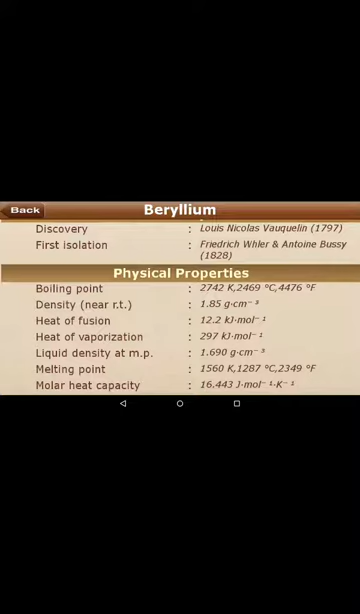 Back Beryllium
Discovery : Louis Nicolas Vauquelin (1797)
First isolation : Friedrich Whler & Antoine Bussy
(1828)
Physical Properties
Boiling point : 2742 K,2469 °C,4476 °F
Density (near r.t.) : 1.85 g·cm⁻³
Heat of fusion : 12.2 kJ·mol⁻¹
Heat of vaporization : 297 kJ·mol⁻¹
Liquid density at m.p. : 1.690 g·cm⁻³
Melting point : 1560 K,1287 °C,2349 °F
Molar heat capacity : 16.443 J·mol⁻¹·K⁻¹